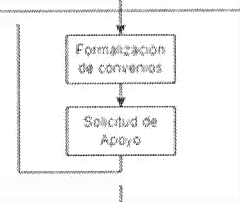 Formalización
de convenios
Solicitud de
Apoyo